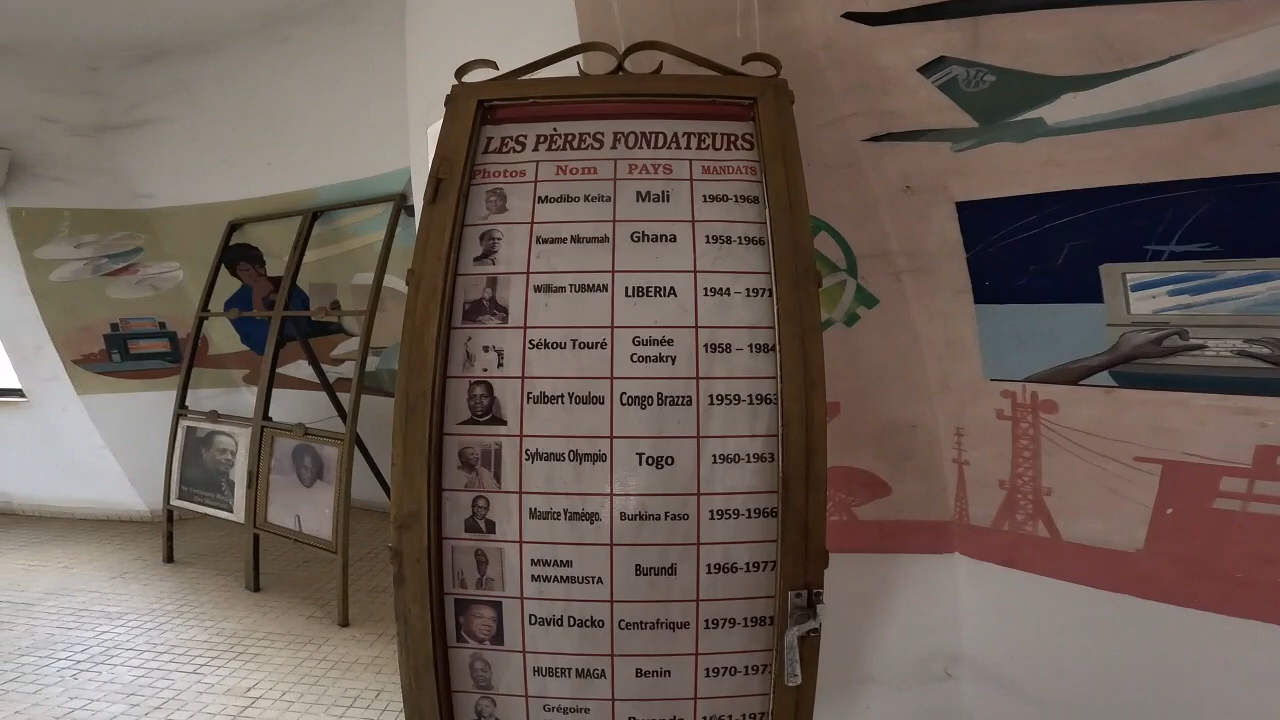 LES PÈRES FONDATEURS
Photos Nom PAYS MANDATS
Modibo Keita Mali 1960-1968
Kwame Nkrumah Ghana 1958-1966
William TUBMAN LIBERIA 1944 – 1971
Sékou Touré Guinée Conakry 1958 – 1984
Fulbert Youlou Congo Brazza 1959-1963
Sylvanus Olympio Togo 1960-1963
Maurice Yaméogo. Burkina Faso 1959-1966
MWAMI MWAMBUSTA Burundi 1966-1977
David Dacko Centrafrique 1979-1981
HUBERT MAGA Benin 1970-197
Grégoire